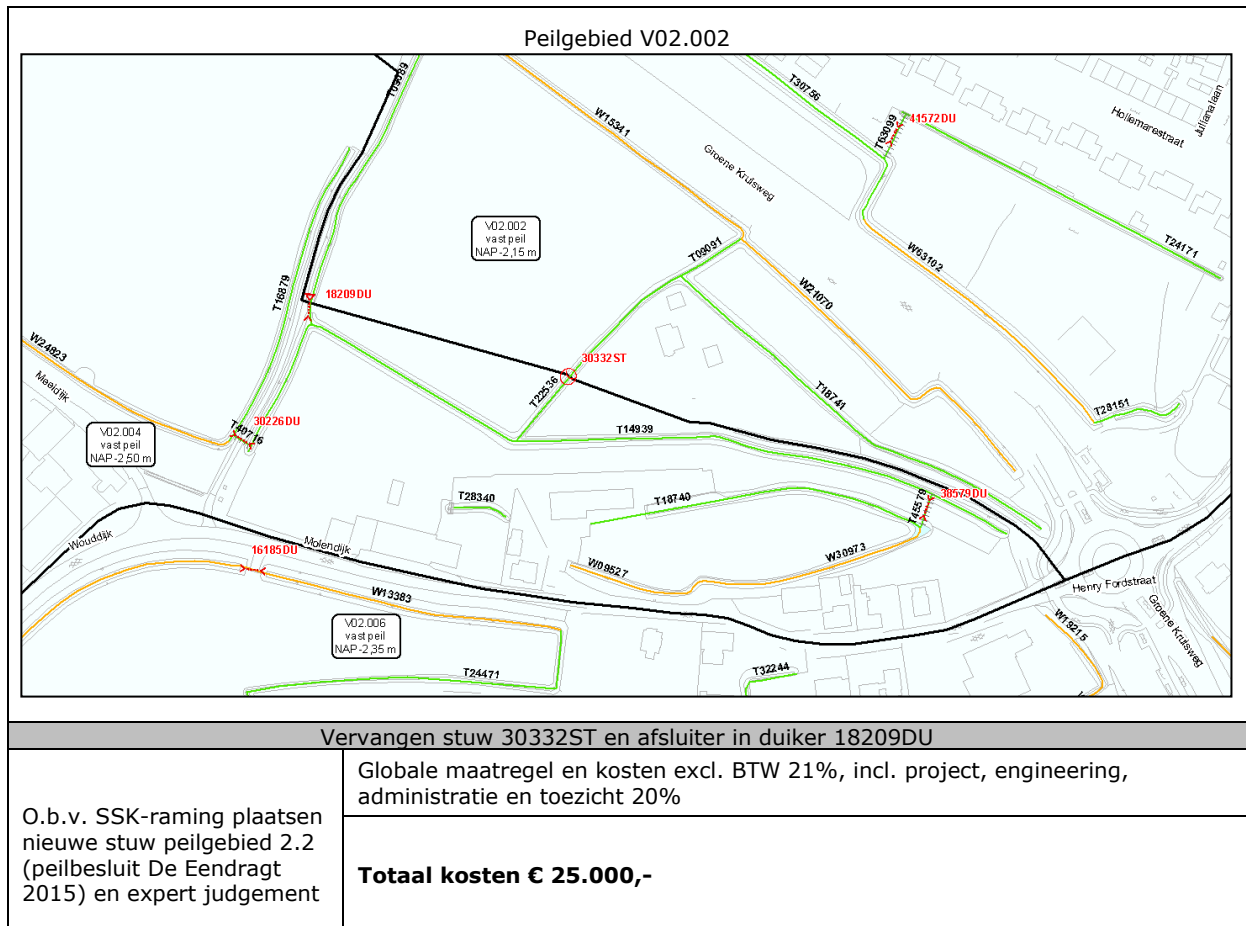 Peilgebied V02.002
T09089
W15341
T30756
T63099
41572DU
Hollemarestraat
Julianalaan
Groene Kruisweg
V02.002
vast peil
NAP-2,15 m
T09091
W63102
T24171
T16879
18209DU
W21070
W24823
Meeldijk
30332ST
T22536
T18741
T28151
V02.004
vast peil
NAP-2,50 m
30226DU
T40716
T14939
38579DU
T45579
T28340
T18740
Wouddijk
Molendijk
16185DU
W30973
W09527
W13383
Henry Fordstraat
Groene Kruisweg
V02.006
vast peil
NAP-2,35 m
W19215
T24471
T32244
Vervangen stuw 30332ST en afsluiter in duiker 18209DU
O.b.v. SSK-raming plaatsen
nieuwe stuw peilgebied 2.2
(peilbesluit De Eendragt
2015) en expert judgement
Globale maatregel en kosten excl. BTW 21%, incl. project, engineering,
administratie en toezicht 20%
Totaal kosten € 25.000,-